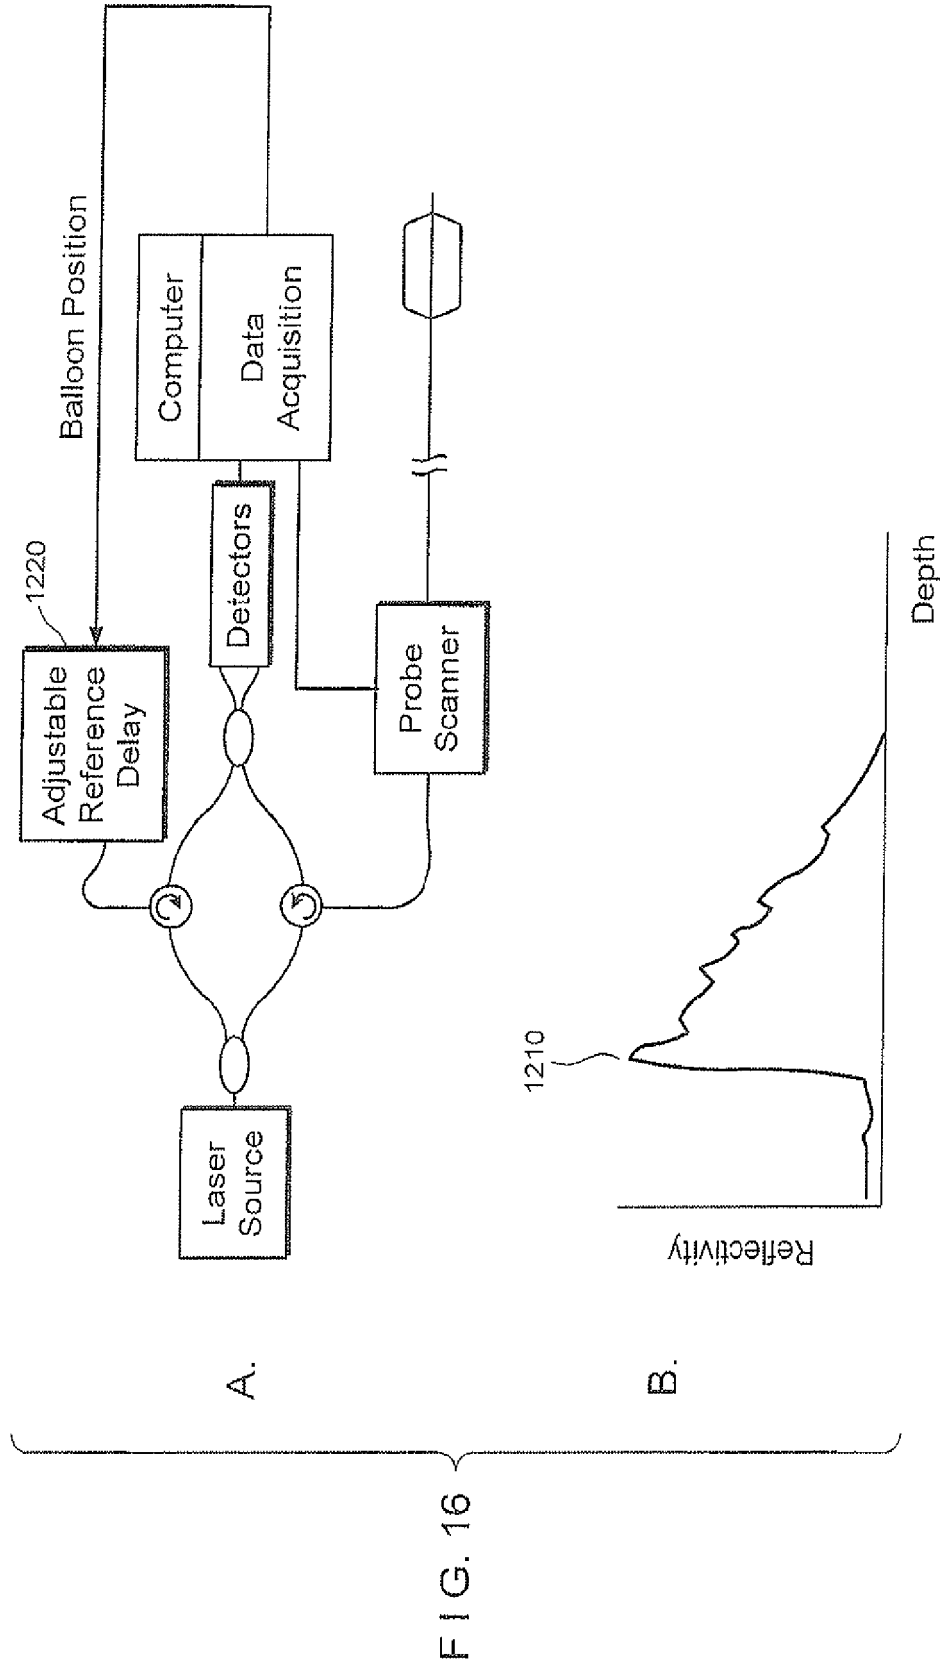 A.
Laser
Source
Adjustable
Reference
Delay
1220
Balloon Position
Detectors
Computer
Data
Acquisition
Probe
Scanner
B.
Reflectivity
1210
Depth
FIG. 16